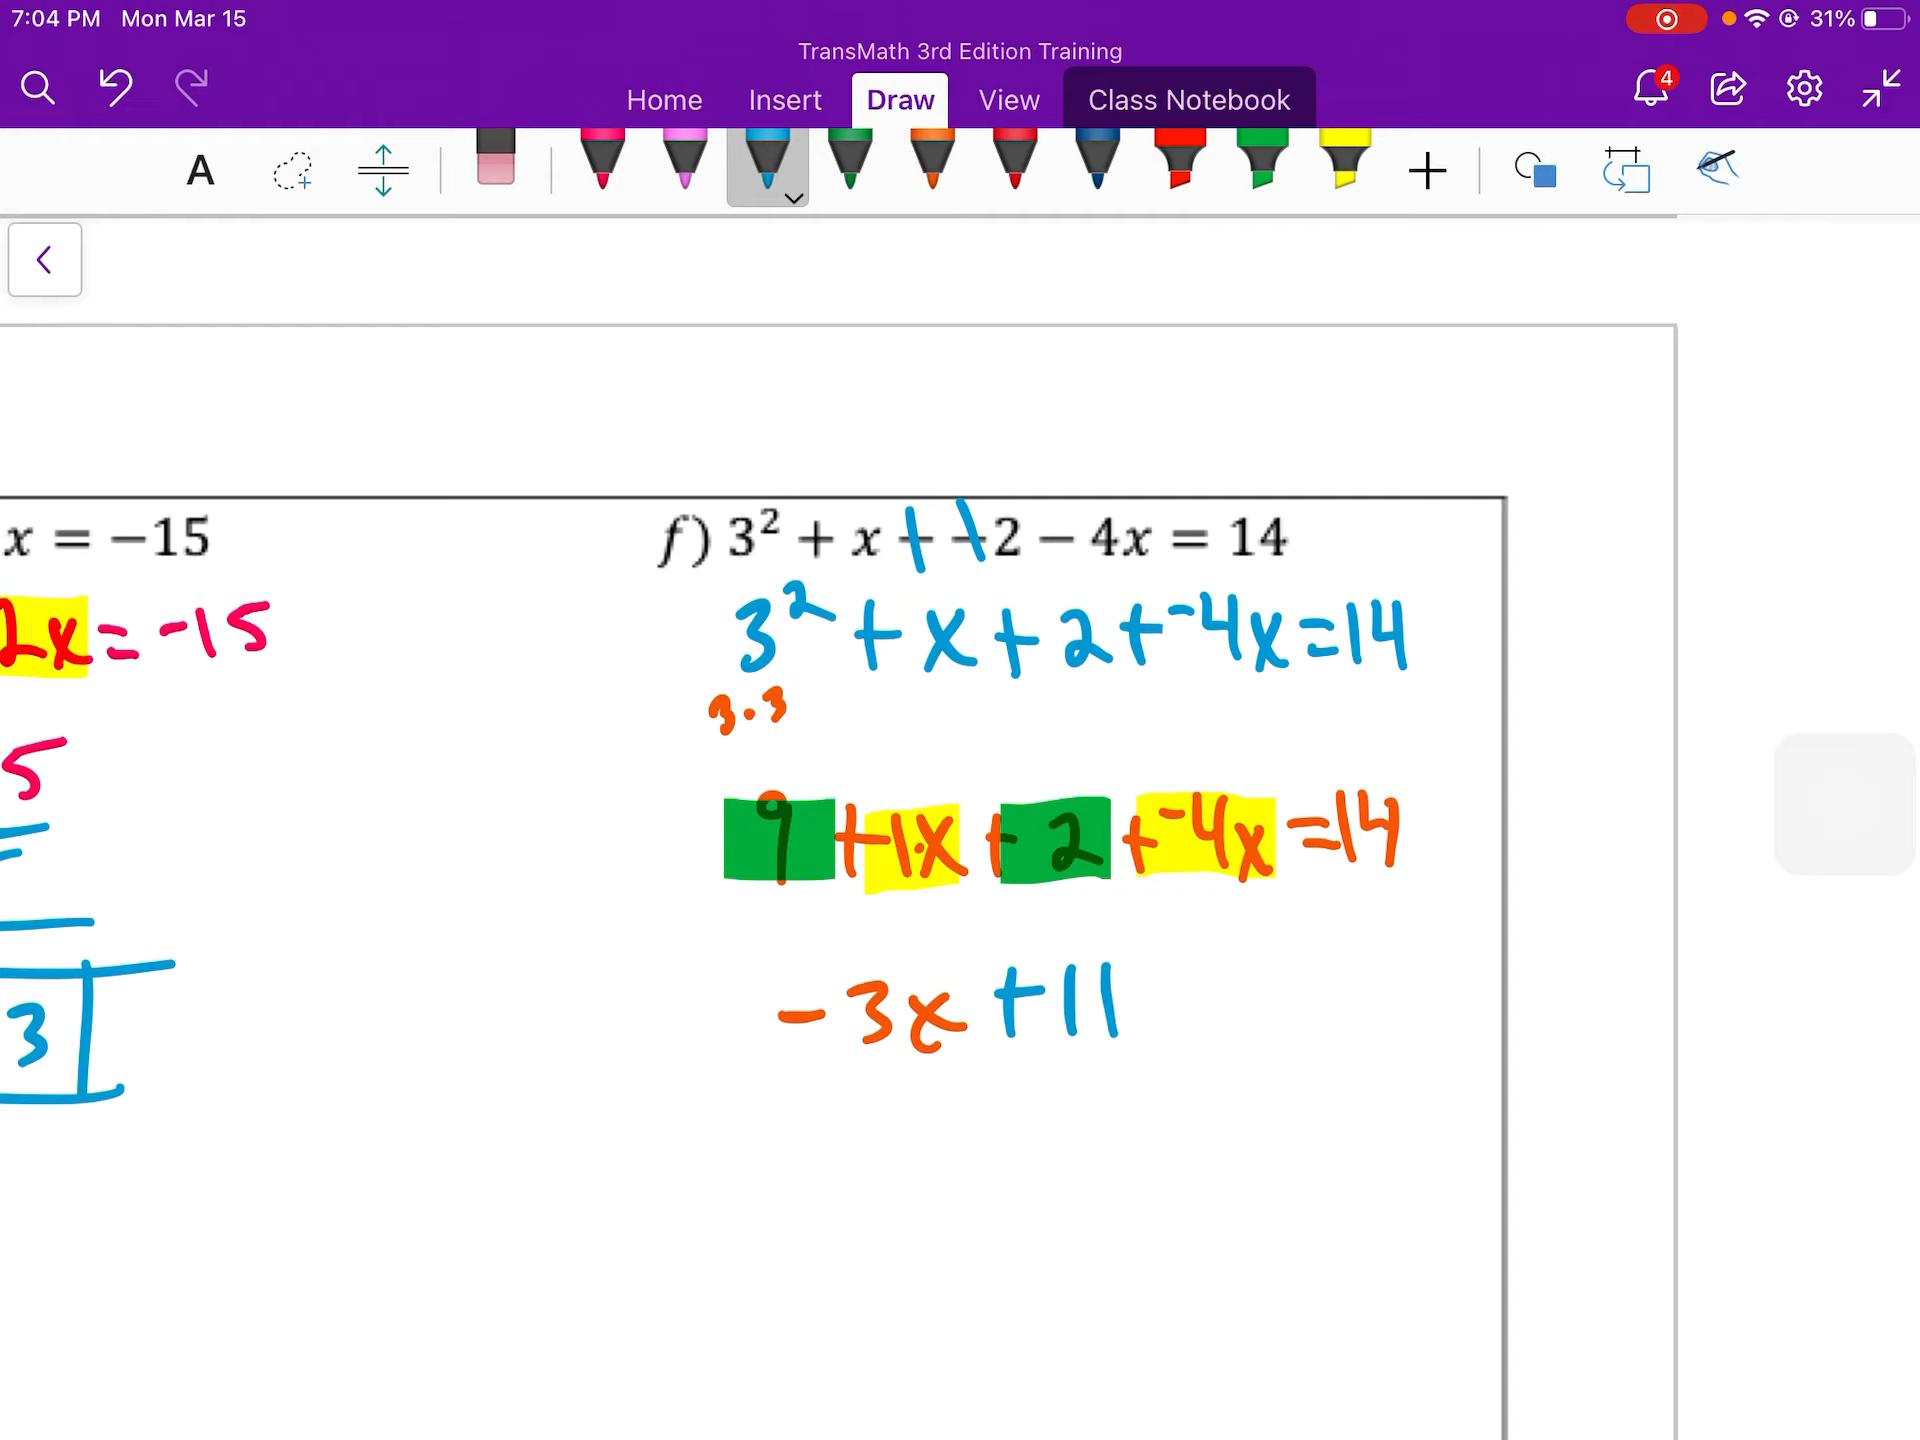 7:04 PM Mon Mar 15
31%
TransMath 3rd Edition Training
Home Insert Draw View Class Notebook
4
A
x = −15
2x = -15
5
3
f) 3² + x − −2 − 4x = 14
3² + x + 2 + -4x = 14
3·3
9 + 1·x + 2 + -4x = 14
-3x + 11